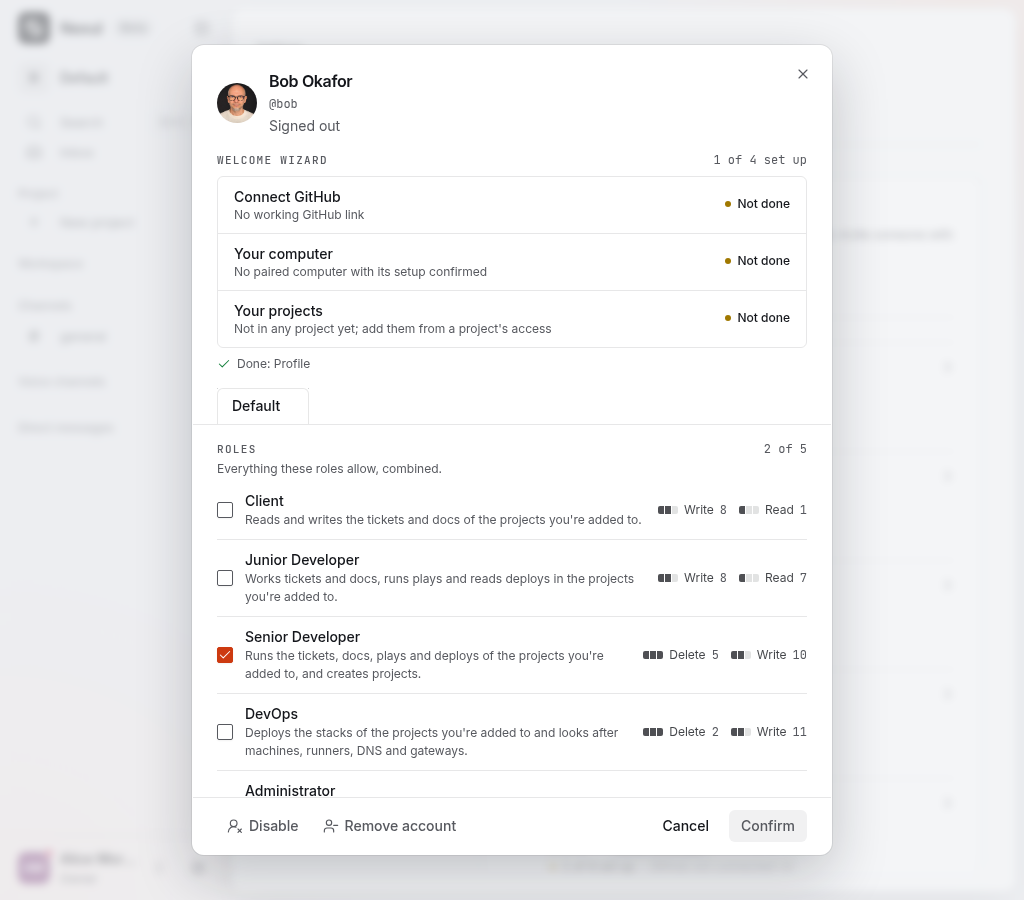 Bob Okafor
@bob
Signed out
WELCOME WIZARD 1 of 4 set up
Connect GitHub
No working GitHub link
Not done
Your computer
No paired computer with its setup confirmed
Not done
Your projects
Not in any project yet; add them from a project's access
Not done
Done: Profile
Default
ROLES 2 of 5
Everything these roles allow, combined.
Client
Reads and writes the tickets and docs of the projects you're added to.
Write 8 Read 1
Junior Developer
Works tickets and docs, runs plays and reads deploys in the projects
you're added to.
Write 8 Read 7
Senior Developer
Runs the tickets, docs, plays and deploys of the projects you're
added to, and creates projects.
Delete 5 Write 10
DevOps
Deploys the stacks of the projects you're added to and looks after
machines, runners, DNS and gateways.
Delete 2 Write 11
Administrator
Disable Remove account Cancel Confirm